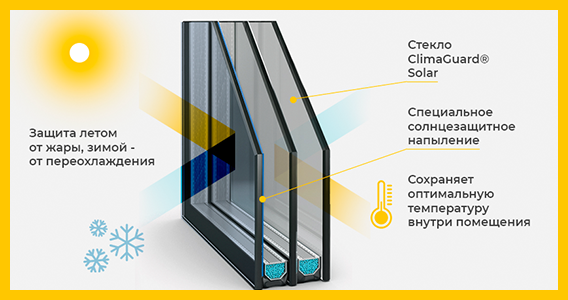 Защита летом
от жары, зимой -
от переохлаждения
Стекло
ClimaGuard®
Solar
Специальное
солнцезащитное
напыление
Сохраняет
оптимальную
температуру
внутри помещения